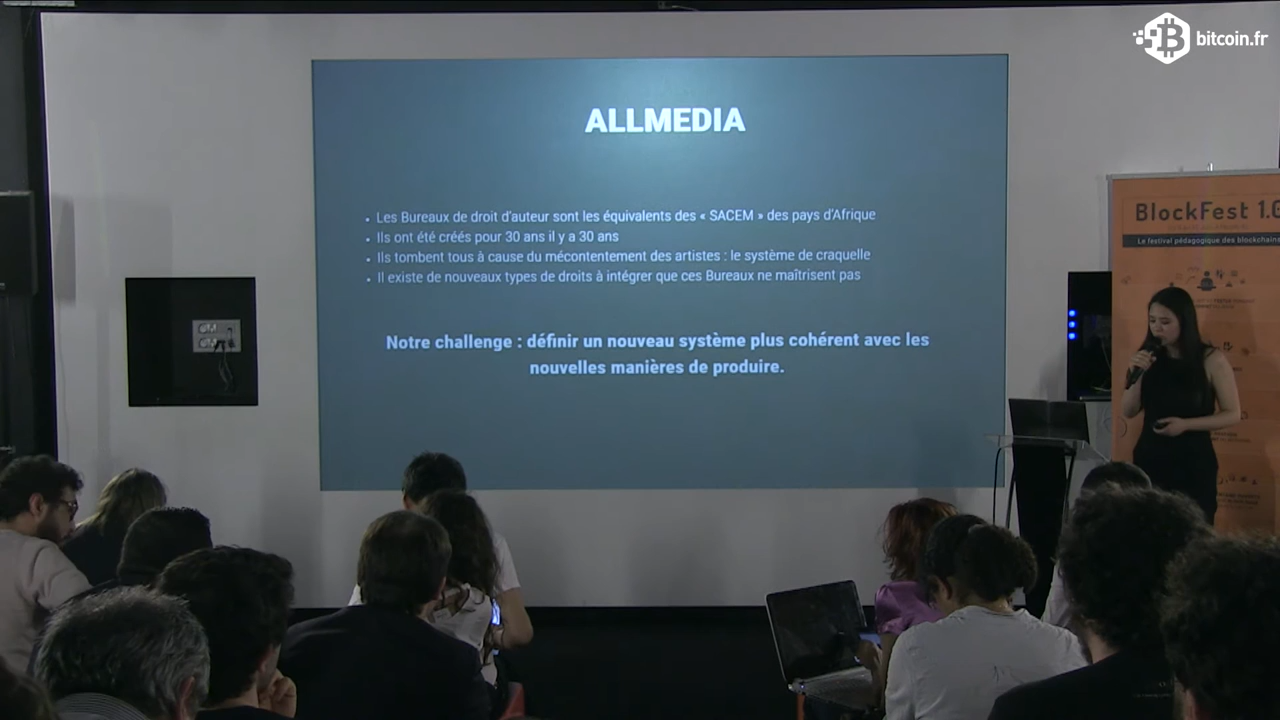 bitcoin.fr
ALLMEDIA
Les Bureaux de droit d'auteur sont les équivalents des « SACEM » des pays d'Afrique
Ils ont été créés pour 30 ans il y a 30 ans
Ils tombent tous à cause du mécontentement des artistes : le système de craquelle
Il existe de nouveaux types de droits à intégrer que ces Bureaux ne maîtrisent pas
Notre challenge : définir un nouveau système plus cohérent avec les
nouvelles manières de produire.
BlockFest 1.0
Le festival pédagogique des blockchains